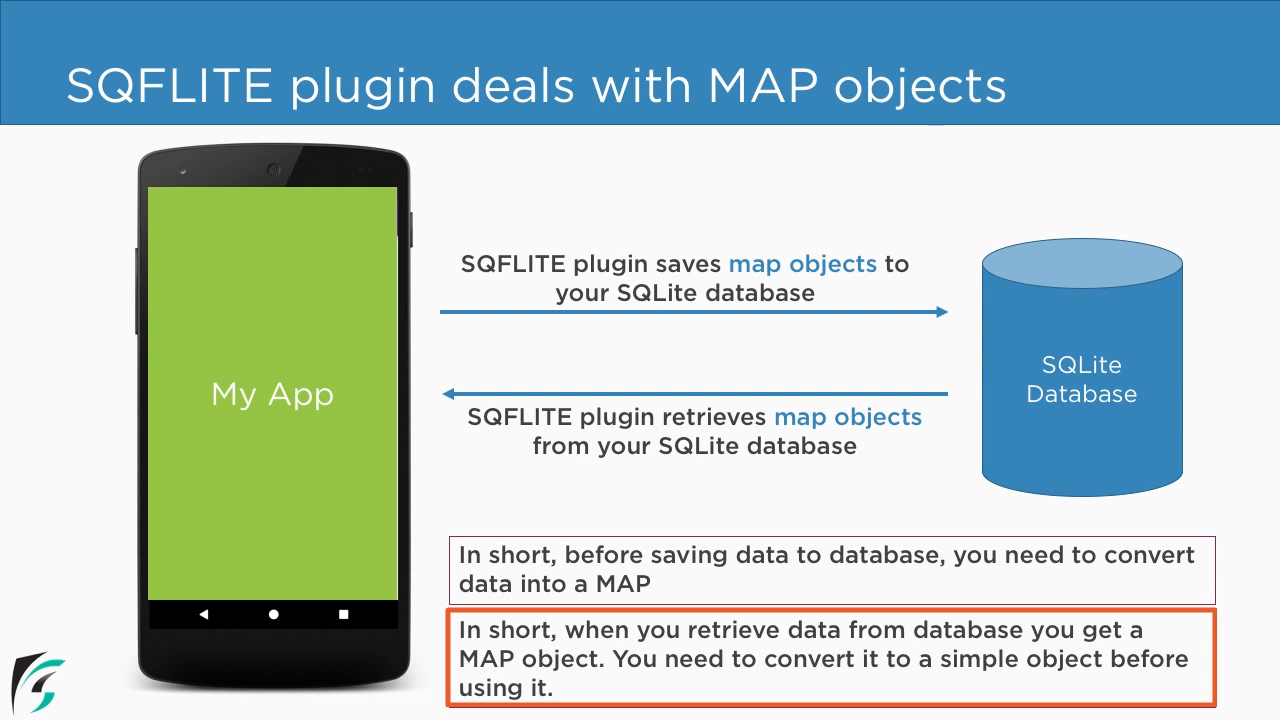 SQFLITE plugin deals with MAP objects
My App
SQFLITE plugin saves map objects to
your SQLite database
SQFLITE plugin retrieves map objects
from your SQLite database
SQLite
Database
In short, before saving data to database, you need to convert
data into a MAP
In short, when you retrieve data from database you get a
MAP object. You need to convert it to a simple object before
using it.